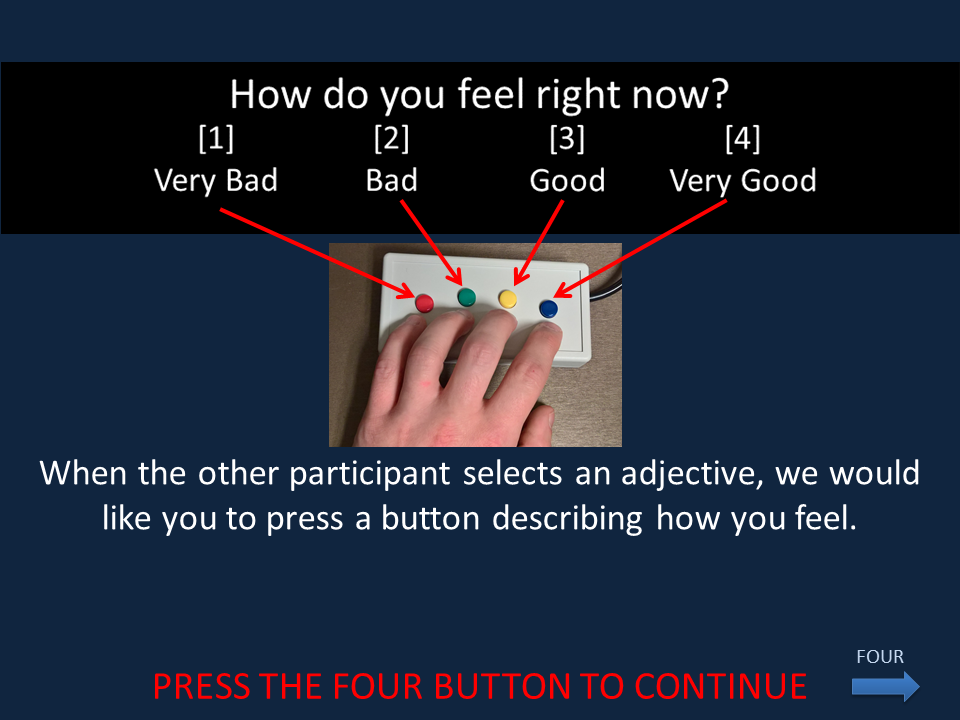 How do you feel right now?
[1] [2] [3] [4]
Very Bad Bad Good Very Good
When the other participant selects an adjective, we would
like you to press a button describing how you feel.
FOUR
PRESS THE FOUR BUTTON TO CONTINUE